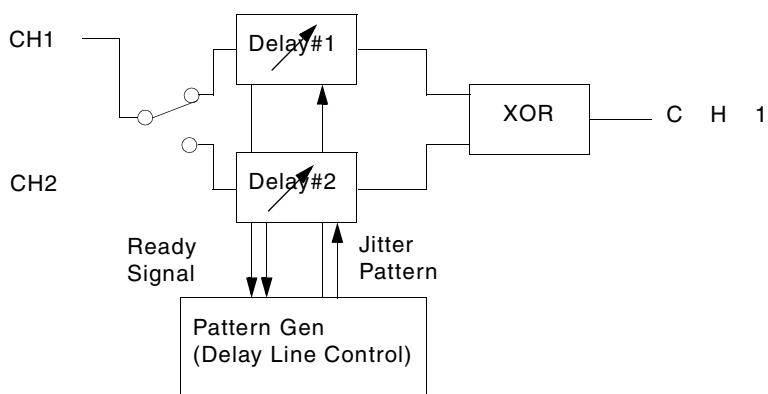 CH1
Delay#1
XOR
C H 1
CH2
Delay#2
Ready
Signal
Jitter
Pattern
Pattern Gen
(Delay Line Control)